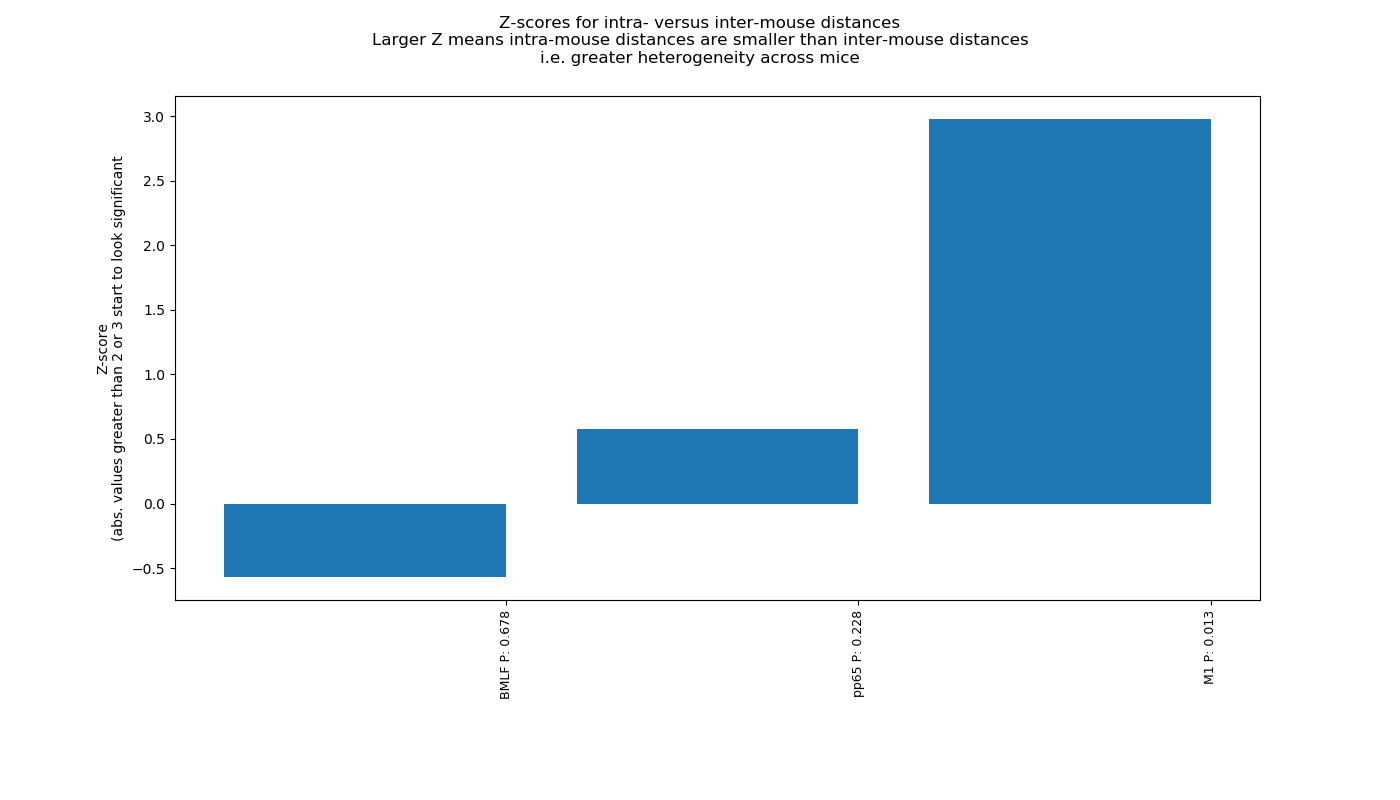 Z-scores for intra- versus inter-mouse distances
Larger Z means intra-mouse distances are smaller than inter-mouse distances
i.e. greater heterogeneity across mice
Z-score
(abs. values greater than 2 or 3 start to look significant
3.0
2.5
2.0
1.5
1.0
0.5
0.0
−0.5
BMLF P: 0.678
pp65 P: 0.228
M1 P: 0.013